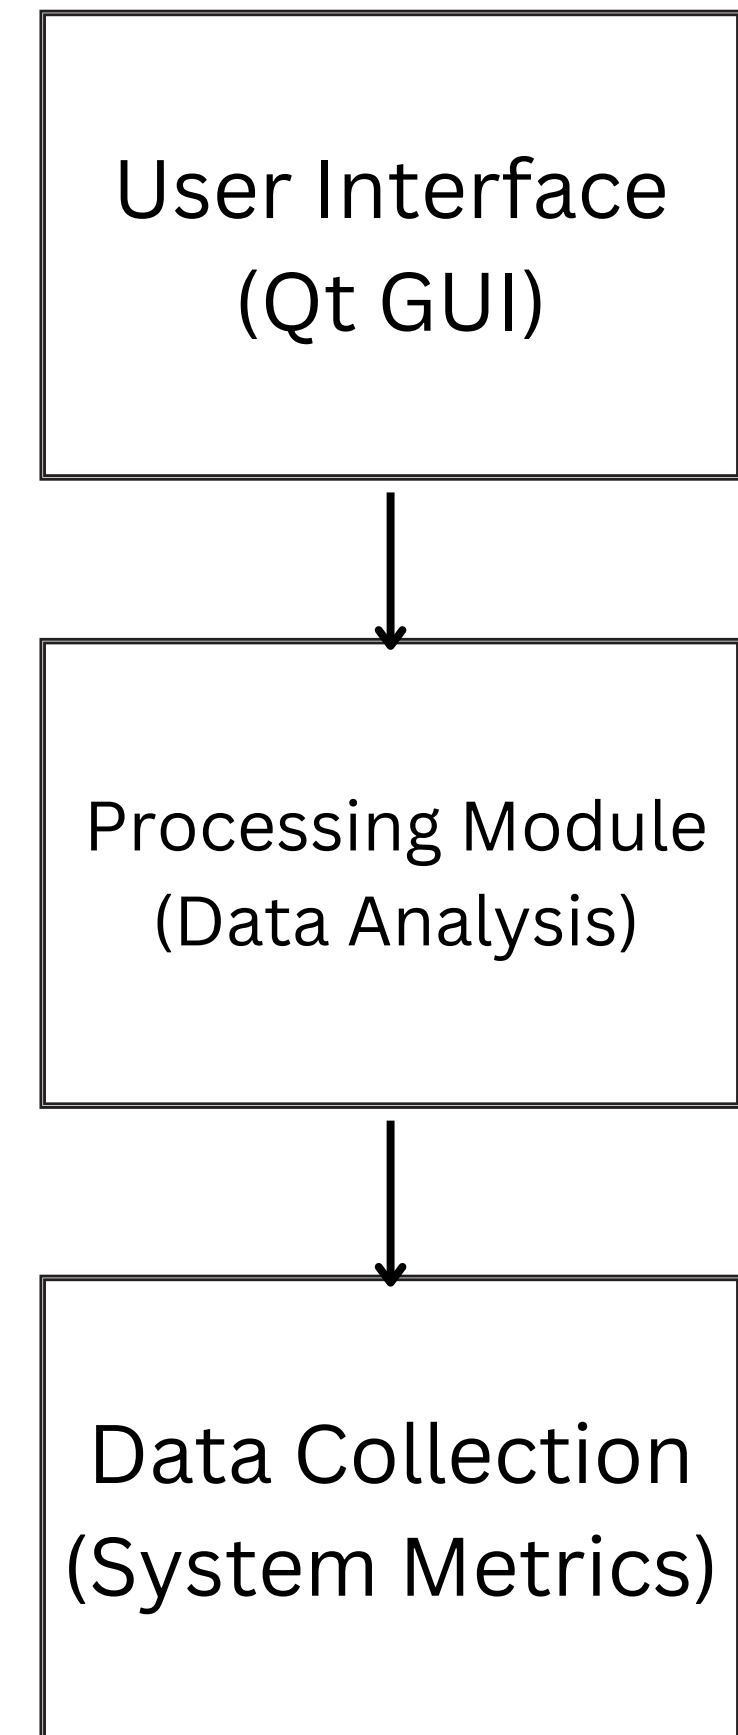 User Interface
(Qt GUI)
Processing Module
(Data Analysis)
Data Collection
(System Metrics)